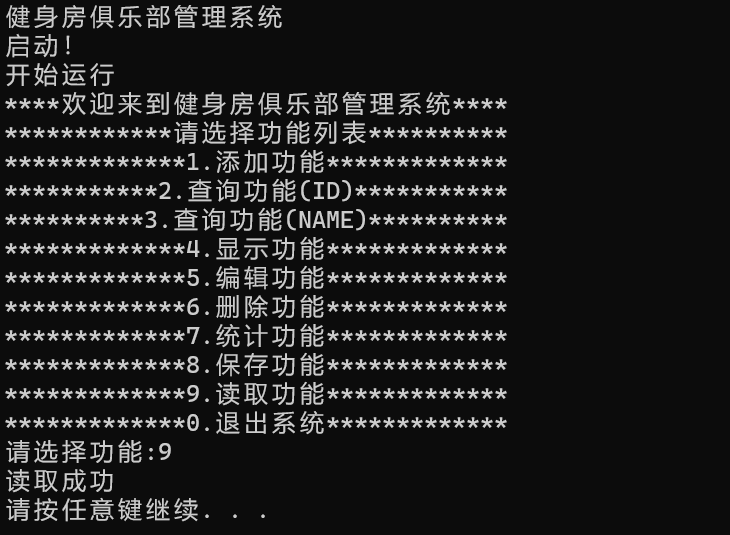 健身房俱乐部管理系统
启动!
开始运行
****欢迎来到健身房俱乐部管理系统****
************请选择功能列表**********
*************1.添加功能*************
***********2.查询功能(ID)***********
**********3.查询功能(NAME)**********
*************4.显示功能*************
*************5.编辑功能*************
*************6.删除功能*************
*************7.统计功能*************
*************8.保存功能*************
*************9.读取功能*************
*************0.退出系统*************
请选择功能:9
读取成功
请按任意键继续. . .